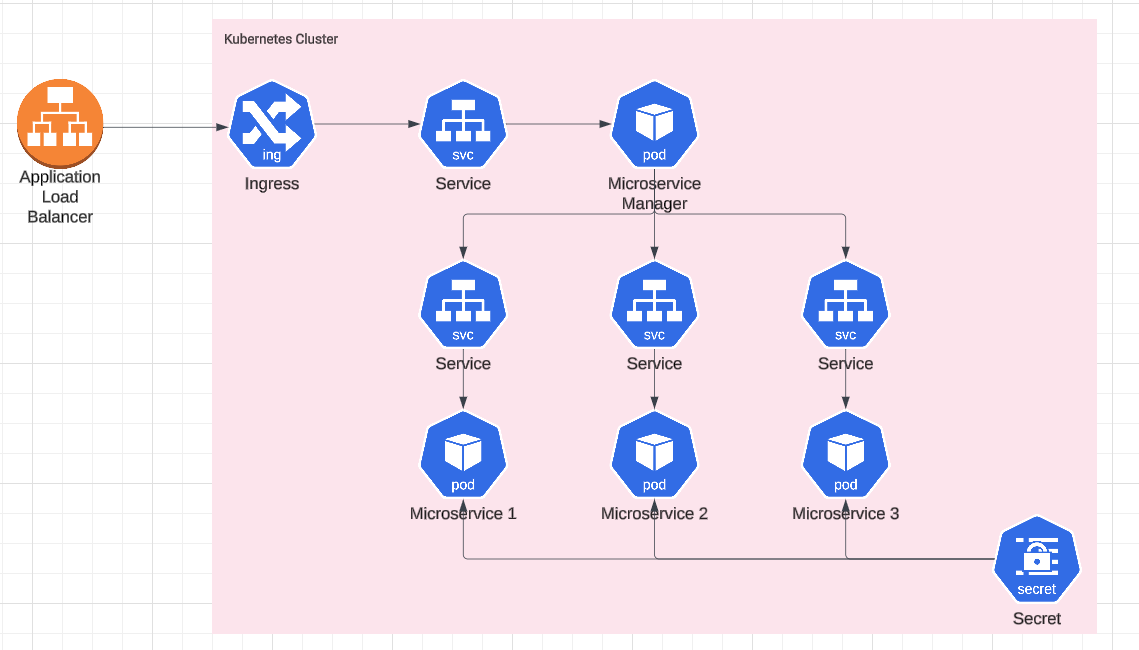 Kubernetes Cluster
ing
svc
pod
Application
Load
Balancer
Ingress
Service
Microservice
Manager
svc
svc
svc
Service
Service
Service
pod
pod
pod
Microservice 1
Microservice 2
Microservice 3
secret
Secret